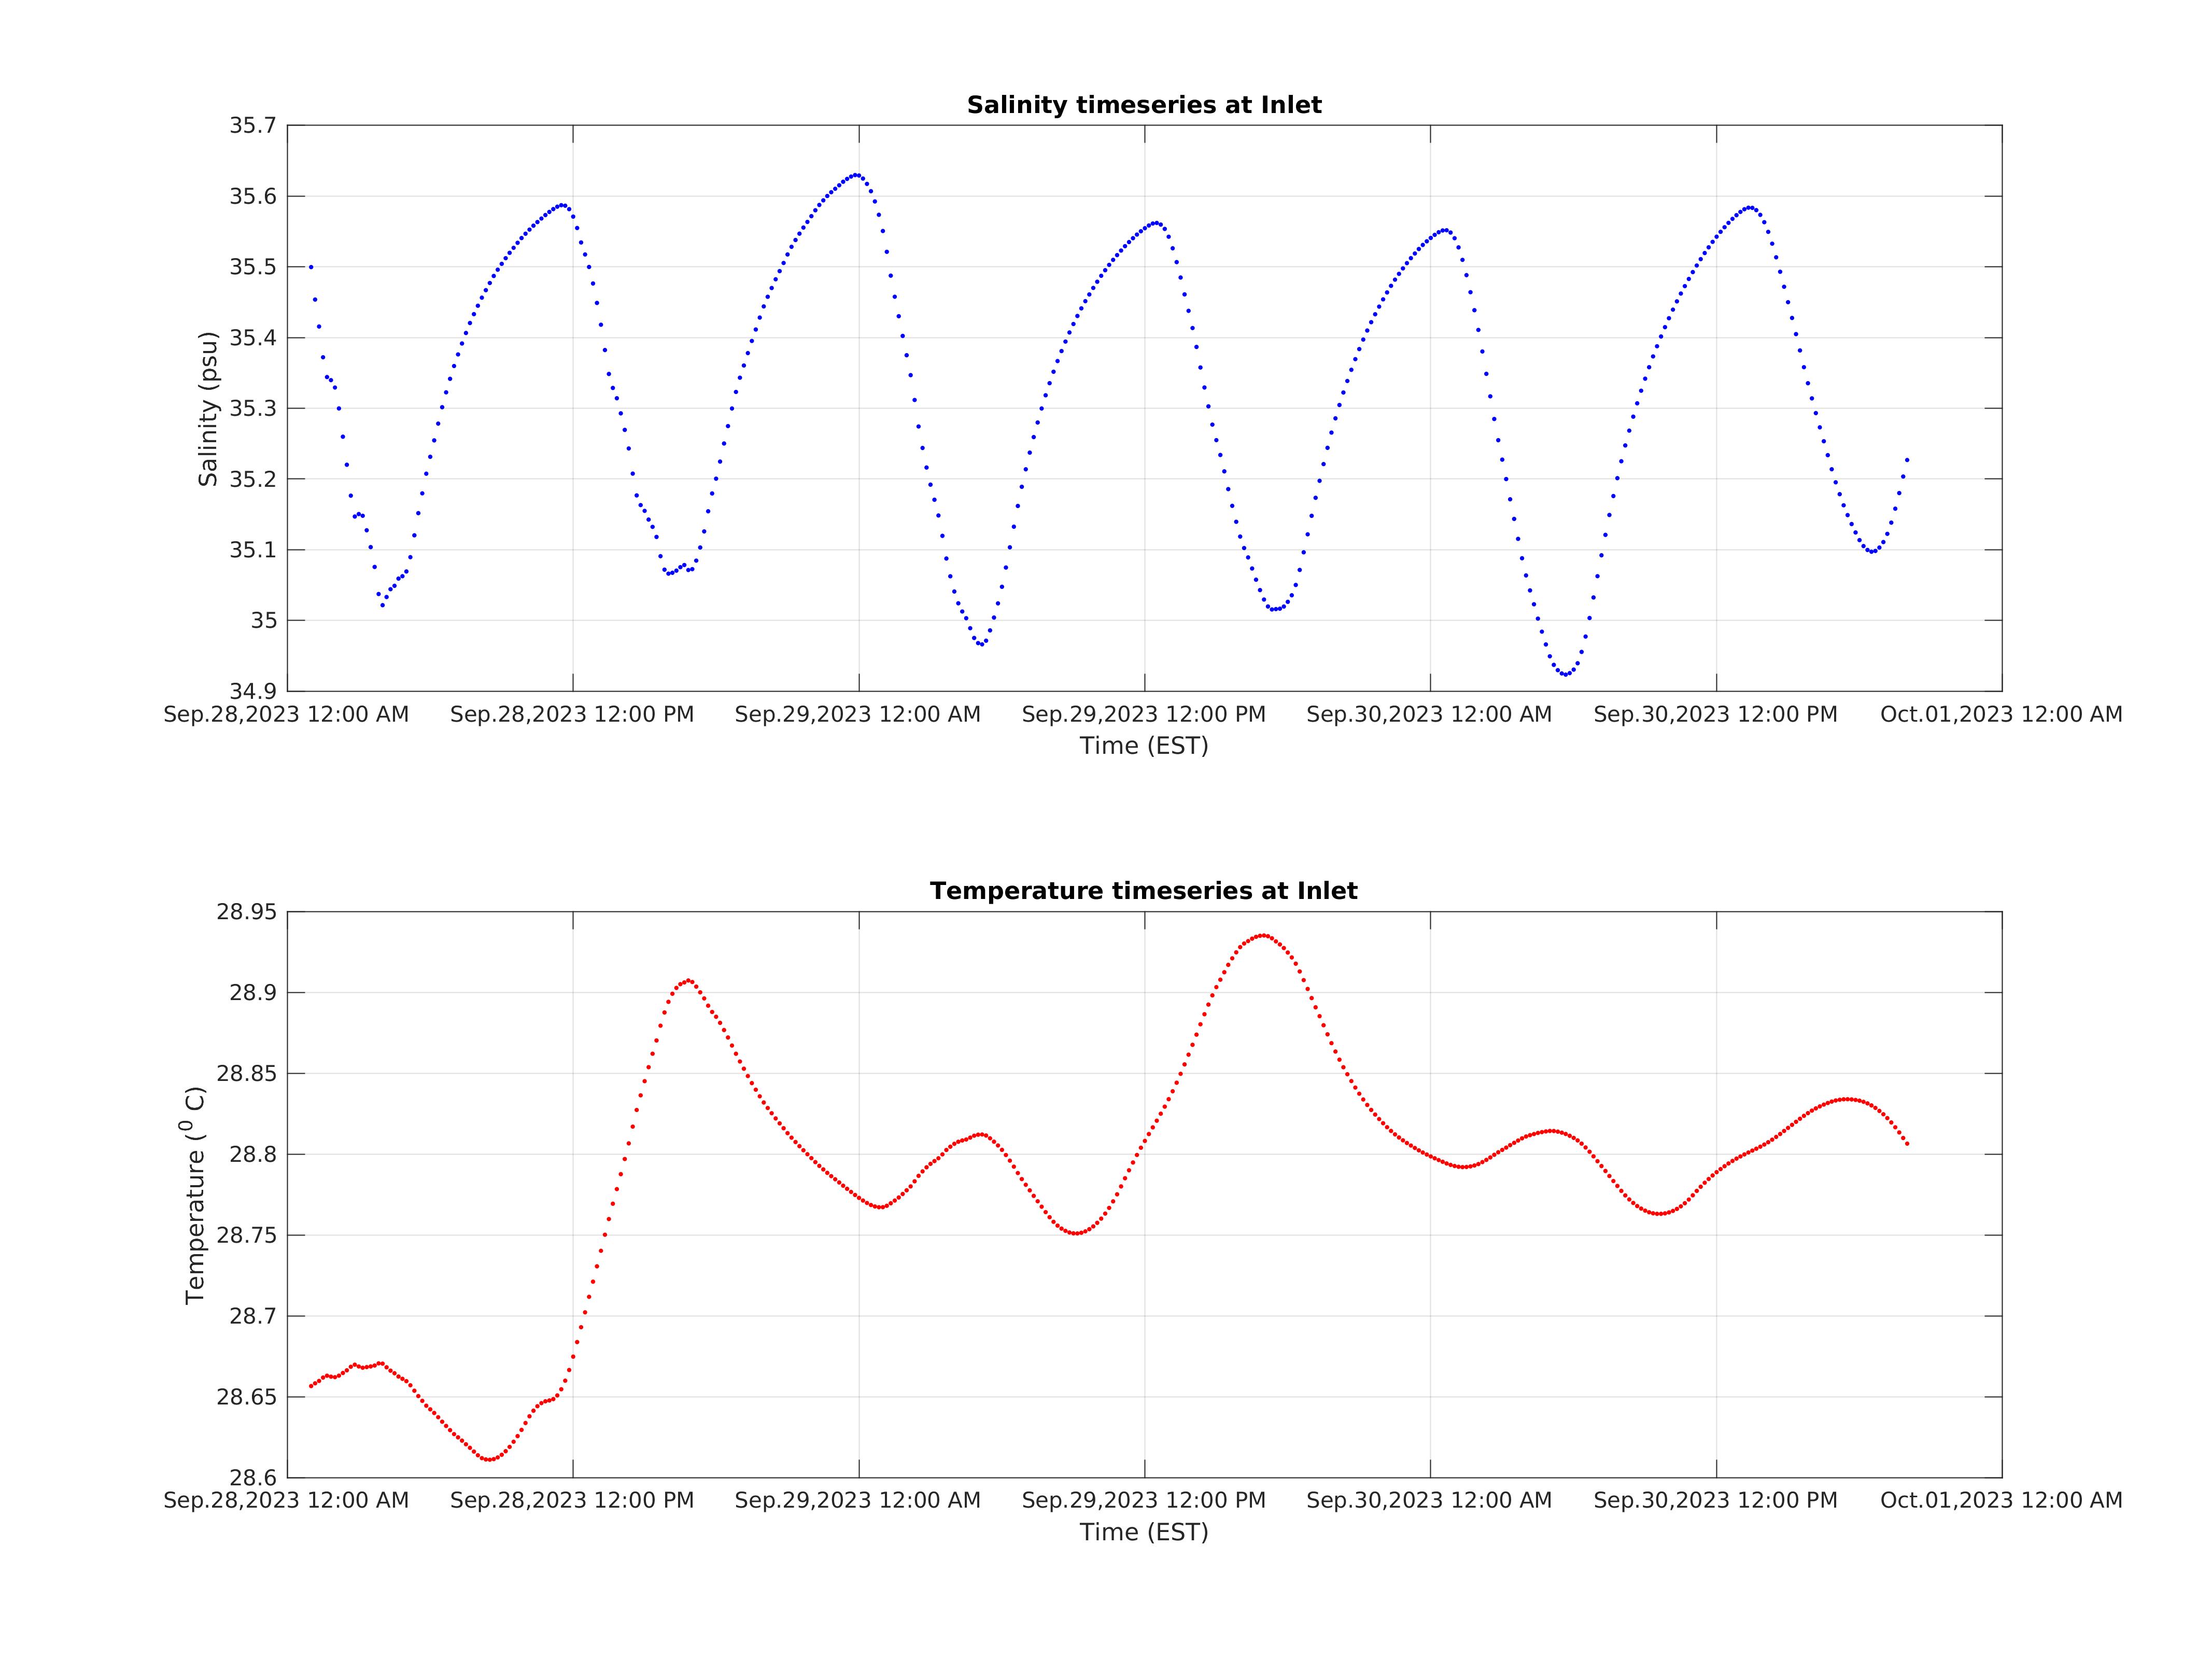 Salinity timeseries at Inlet
35.7
35.6
35.5
35.4
35.3
35.2
35.1
35
34.9
Salinity (psu)
Sep.28,2023 12:00 AM Sep.28,2023 12:00 PM Sep.29,2023 12:00 AM Sep.29,2023 12:00 PM Sep.30,2023 12:00 AM Sep.30,2023 12:00 PM Oct.01,2023 12:00 AM
Time (EST)
Temperature timeseries at Inlet
28.95
28.9
28.85
28.8
28.75
28.7
28.65
28.6
Temperature (⁰ C)
Sep.28,2023 12:00 AM Sep.28,2023 12:00 PM Sep.29,2023 12:00 AM Sep.29,2023 12:00 PM Sep.30,2023 12:00 AM Sep.30,2023 12:00 PM Oct.01,2023 12:00 AM
Time (EST)